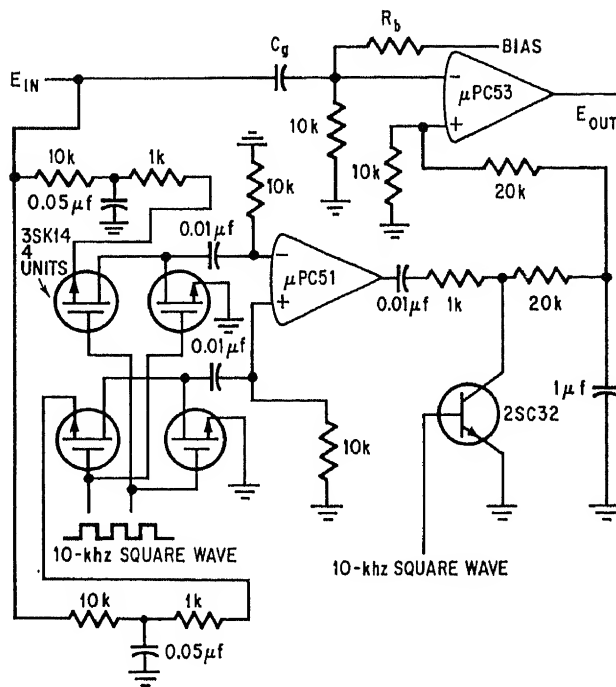 R_b
C_g
BIAS
E_IN
µPC53
E_OUT
10k
10k
10k
1k
0.05µf
10k
20k
3SK14
4
UNITS
0.01µf
µPC51
0.01µf
1k
20k
0.01µf
1µf
2SC32
10k
10-khz SQUARE WAVE
10-khz SQUARE WAVE
10k
1k
0.05µf